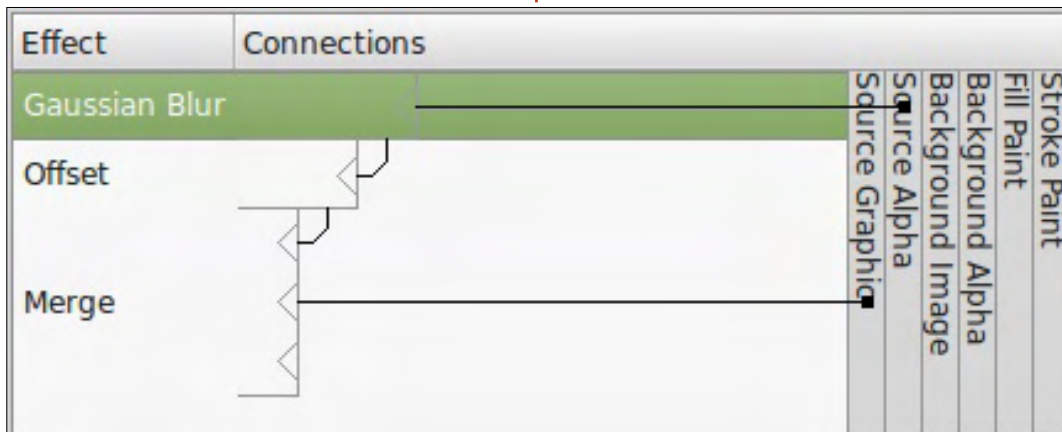 Effect
Connections
Gaussian Blur
Offset
Merge
Source Graphic
Source Alpha
Background Image
Background Alpha
Fill Paint
Stroke Paint